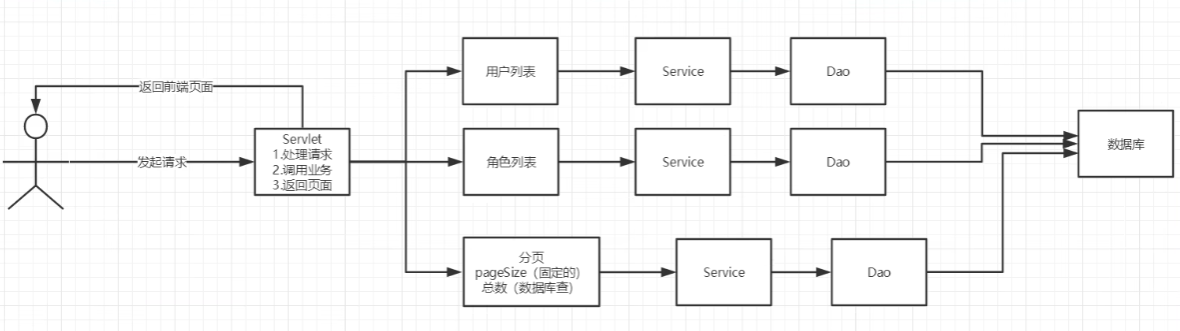 返回前端页面
发起请求
Servlet
1.处理请求
2.调用业务
3.返回页面
用户列表
Service
Dao
角色列表
Service
Dao
分页
pageSize（固定的）
总数（数据库查）
Service
Dao
数据库